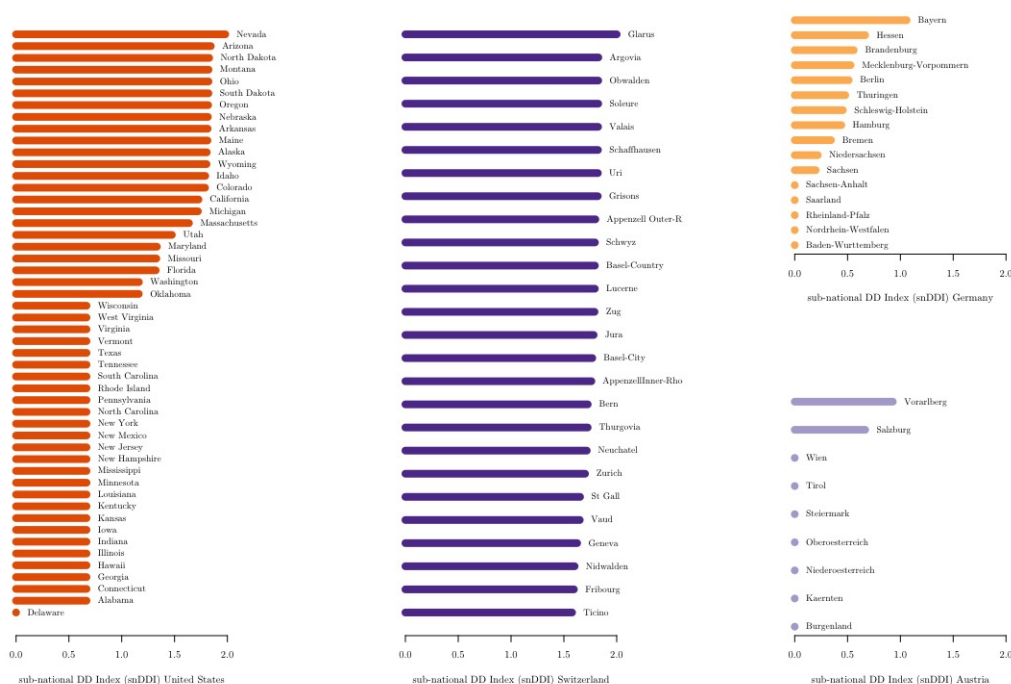 Nevada
Arizona
North Dakota
Montana
Ohio
South Dakota
Oregon
Nebraska
Arkansas
Maine
Alaska
Wyoming
Idaho
Colorado
California
Michigan
Massachusetts
Utah
Maryland
Missouri
Florida
Washington
Oklahoma
Wisconsin
West Virginia
Virginia
Vermont
Texas
Tennessee
South Carolina
Rhode Island
Pennsylvania
North Carolina
New York
New Mexico
New Jersey
New Hampshire
Mississippi
Minnesota
Louisiana
Kentucky
Kansas
Iowa
Indiana
Illinois
Hawaii
Georgia
Connecticut
Alabama
Delaware
0.0 0.5 1.0 1.5 2.0
sub-national DD Index (snDDI) United States
Glarus
Argovia
Obwalden
Soleure
Valais
Schaffhausen
Uri
Grisons
Appenzell Outer-R
Schwyz
Basel-Country
Lucerne
Zug
Jura
Basel-City
AppenzellInner-Rho
Bern
Thurgovia
Neuchatel
Zurich
St Gall
Vaud
Geneva
Nidwalden
Fribourg
Ticino
0.0 0.5 1.0 1.5 2.0
sub-national DD Index (snDDI) Switzerland
Bayern
Hessen
Brandenburg
Mecklenburg-Vorpommern
Berlin
Thuringen
Schleswig-Holstein
Hamburg
Bremen
Niedersachsen
Sachsen
Sachsen-Anhalt
Saarland
Rheinland-Pfalz
Nordrhein-Westfalen
Baden-Wurttemberg
0.0 0.5 1.0 1.5 2.0
sub-national DD Index (snDDI) Germany
Vorarlberg
Salzburg
Wien
Tirol
Steiermark
Oberoesterreich
Niederoesterreich
Kaernten
Burgenland
0.0 0.5 1.0 1.5 2.0
sub-national DD Index (snDDI) Austria